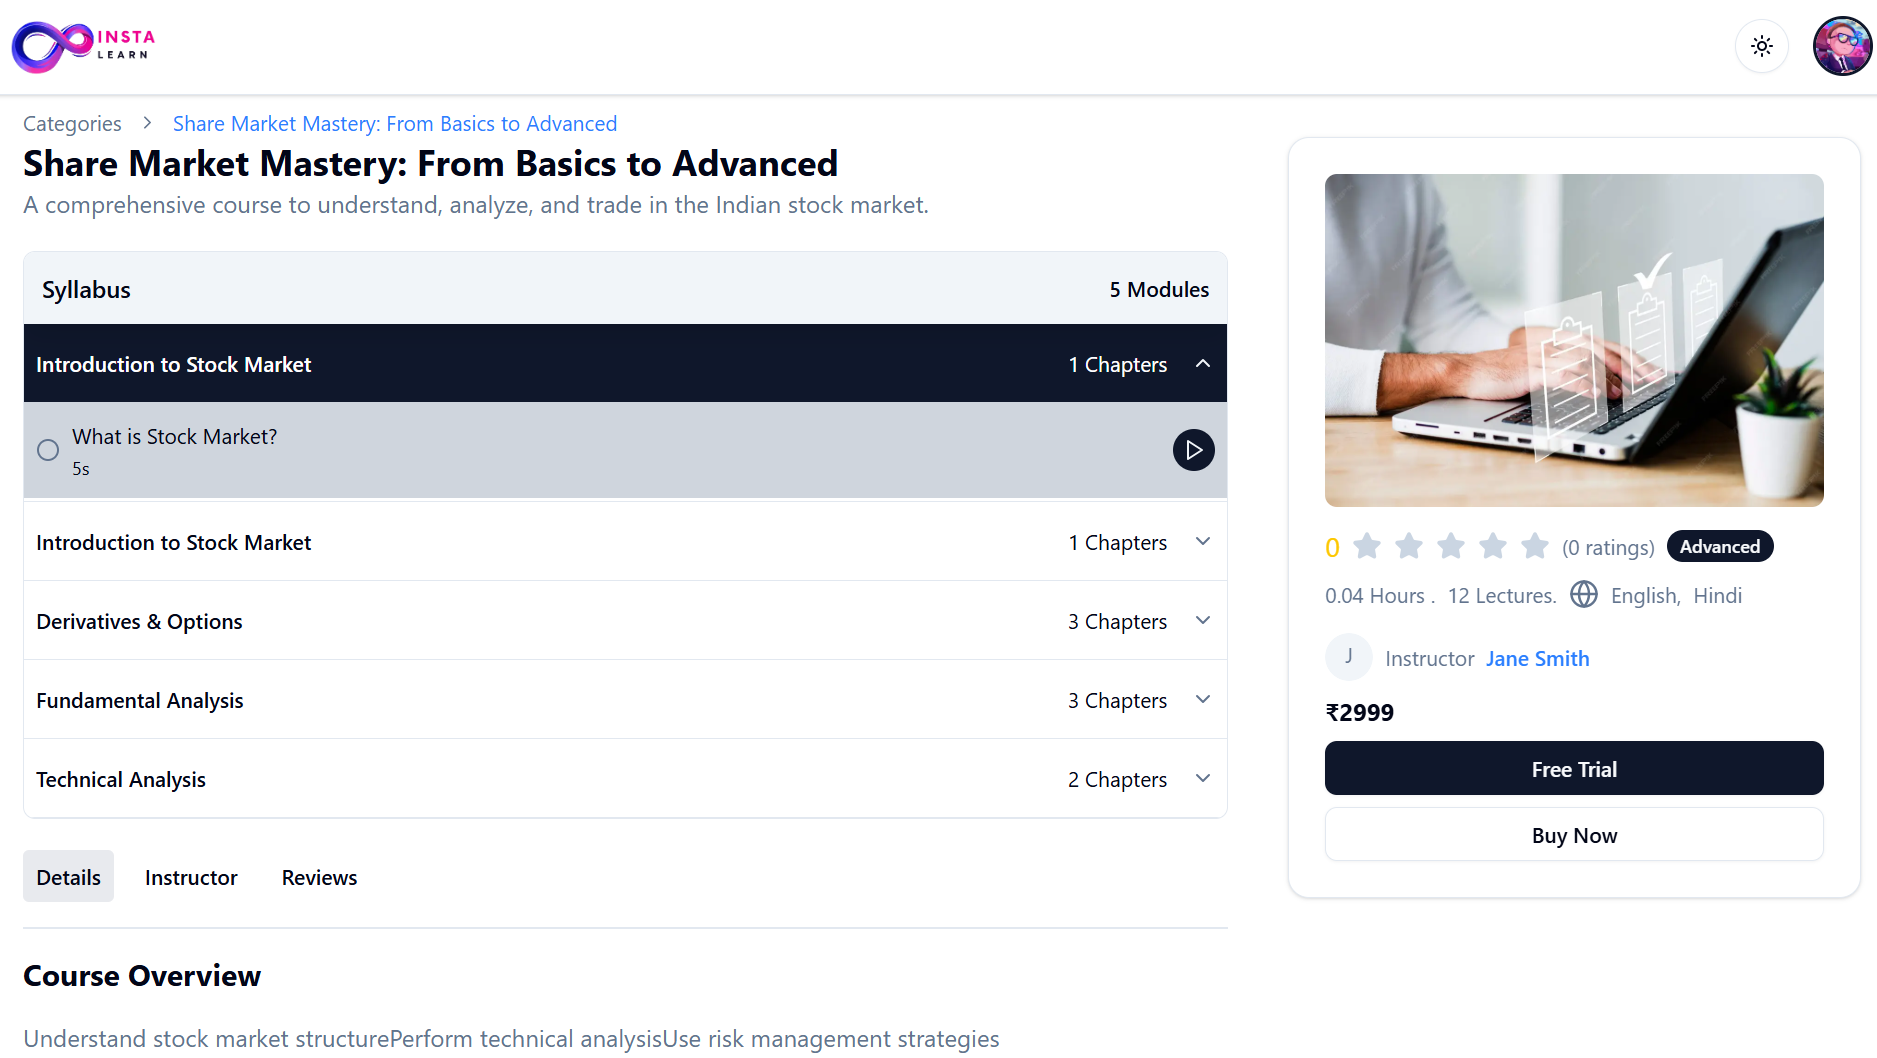 INSTA
LEARN
Categories > Share Market Mastery: From Basics to Advanced
Share Market Mastery: From Basics to Advanced
A comprehensive course to understand, analyze, and trade in the Indian stock market.
Syllabus 5 Modules
Introduction to Stock Market 1 Chapters
What is Stock Market?
5s
Introduction to Stock Market 1 Chapters
Derivatives & Options 3 Chapters
Fundamental Analysis 3 Chapters
Technical Analysis 2 Chapters
Details Instructor Reviews
Course Overview
Understand stock market structurePerform technical analysisUse risk management strategies
0 (0 ratings) Advanced
0.04 Hours . 12 Lectures. English, Hindi
J Instructor Jane Smith
₹2999
Free Trial
Buy Now